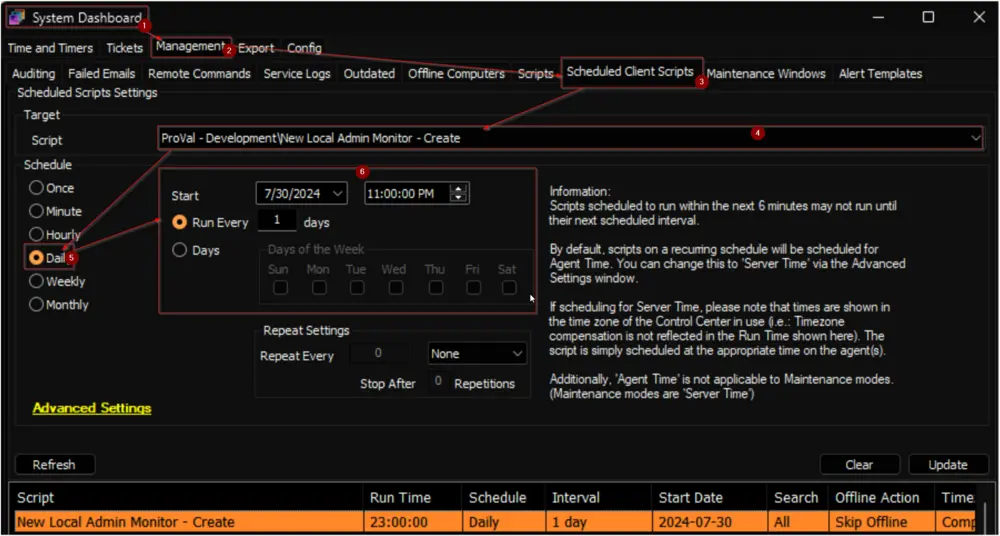 System Dashboard
1
Time and Timers Tickets Management 2 Export Config
Auditing Failed Emails Remote Commands Service Logs Outdated Offline Computers Scripts Scheduled Client Scripts 3 Maintenance Windows Alert Templates
Scheduled Scripts Settings
Target
Script ProVal - Development\New Local Admin Monitor - Create 4
Schedule
Once
Minute
Hourly
Daily 5
Weekly
Monthly
6
Start 7/30/2024 11:00:00 PM
Run Every 1 days
Days
Days of the Week
Sun Mon Tue Wed Thu Fri Sat
Repeat Settings
Repeat Every 0 None
Stop After 0 Repetitions
Information:
Scripts scheduled to run within the next 6 minutes may not run until
their next scheduled interval.
By default, scripts on a recurring schedule will be scheduled for
Agent Time. You can change this to 'Server Time' via the Advanced
Settings window.
If scheduling for Server Time, please note that times are shown in
the time zone of the Control Center in use (i.e.: Timezone
compensation is not reflected in the Run Time shown here). The
script is simply scheduled at the appropriate time on the agent(s).
Additionally, 'Agent Time' is not applicable to Maintenance modes.
(Maintenance modes are 'Server Time')
Advanced Settings
Refresh Clear Update
Script Run Time Schedule Interval Start Date Search Offline Action Time
New Local Admin Monitor - Create 23:00:00 Daily 1 day 2024-07-30 All Skip Offline Comp